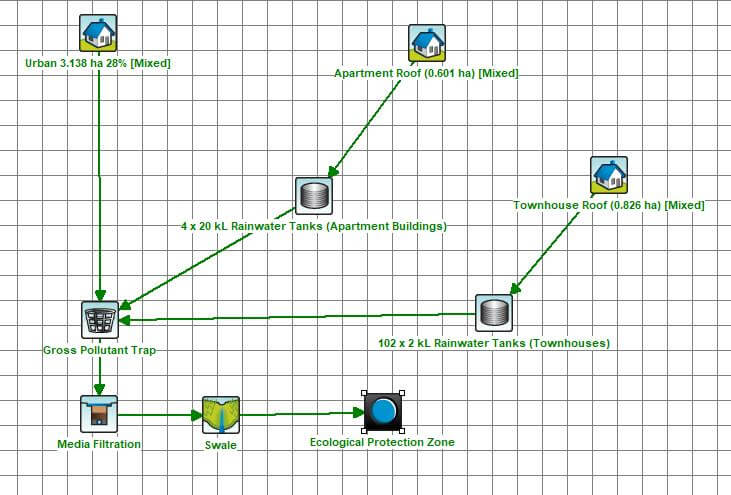 Urban 3.138 ha 28% [Mixed]
Apartment Roof (0.601 ha) [Mixed]
Townhouse Roof (0.826 ha) [Mixed]
4 x 20 kL Rainwater Tanks (Apartment Buildings)
102 x 2 kL Rainwater Tanks (Townhouses)
Gross Pollutant Trap
Media Filtration
Swale
Ecological Protection Zone